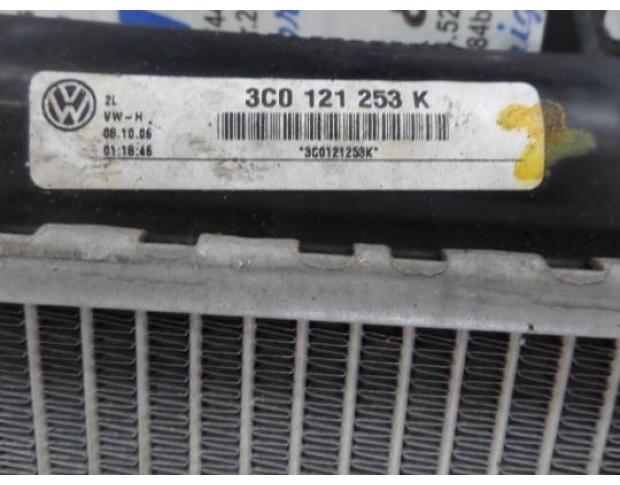 2L
VW-H
08.10.06
01:18:46
3C0 121 253 K
*3C0121253K*